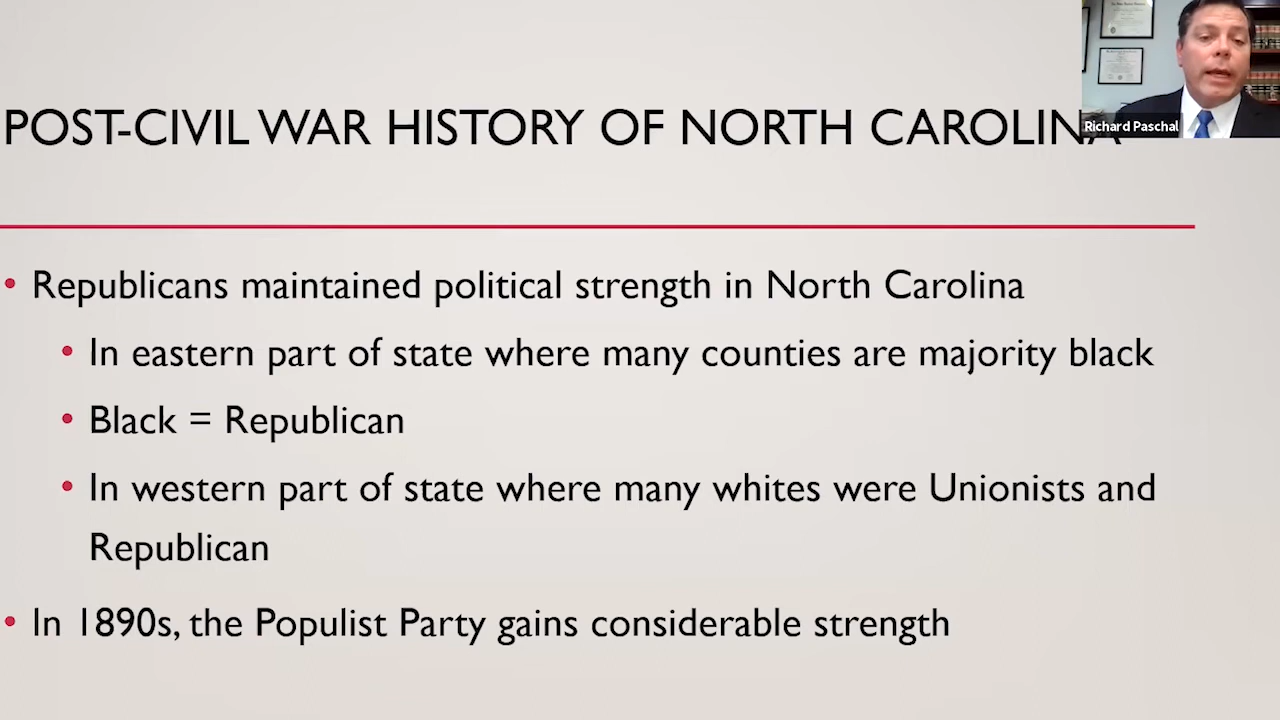 POST-CIVIL WAR HISTORY OF NORTH CAROLINA
Richard Paschal
• Republicans maintained political strength in North Carolina
• In eastern part of state where many counties are majority black
• Black = Republican
• In western part of state where many whites were Unionists and
Republican
• In 1890s, the Populist Party gains considerable strength